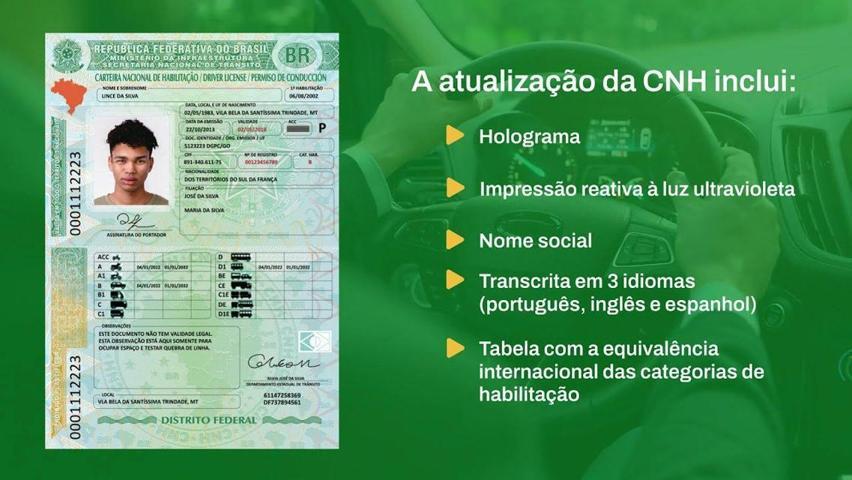 REPÚBLICA FEDERATIVA DO BRASIL
MINISTÉRIO DA INFRAESTRUTURA
SECRETARIA NACIONAL DE TRÂNSITO
BR
CARTEIRA NACIONAL DE HABILITAÇÃO / DRIVER LICENSE / PERMISO DE CONDUCCIÓN
NOME E SOBRENOME
1ª HABILITAÇÃO
LINCE DA SILVA
06/08/2002
DATA, LOCAL E UF DE NASCIMENTO
02/05/1983, VILA BELA DA SANTÍSSIMA TRINDADE, MT
DATA DA EMISSÃO
VALIDADE
ACC
22/10/2013
02/05/2018
P
DOC. IDENTIDADE / ÓRG. EMISSOR / UF
5123223 DGPC/GO
CPF
Nº DE REGISTRO
CAT. HAB.
891-340.611-75
00123456789
B
NACIONALIDADE
DOS TERRITÓRIOS DO SUL DA FRANÇA
FILIAÇÃO
JOSÉ DA SILVA
MARIA DA SILVA
ASSINATURA DO PORTADOR
0001112223
ACC
A 04/01/2022 01/01/2022
A1
B 04/01/2022 01/01/2022
B1
C
C1
D
D1 04/01/2022 01/01/2022
BE
CE
C1E
DE
D1E
OBSERVAÇÕES
ESTE DOCUMENTO NÃO TEM VALIDADE LEGAL.
ESTA OBSERVAÇÃO ESTÁ AQUI SOMENTE PARA
OCUPAR ESPAÇO E TESTAR QUEBRA DE LINHA.
DEPARTAMENTO ESTADUAL DE TRÂNSITO
LOCAL
VILA BELA DA SANTÍSSIMA TRINDADE, MT
61147258369
DF737894561
0001112223
DISTRITO FEDERAL
A atualização da CNH inclui:
Holograma
Impressão reativa à luz ultravioleta
Nome social
Transcrita em 3 idiomas
(português, inglês e espanhol)
Tabela com a equivalência
internacional das categorias de
habilitação